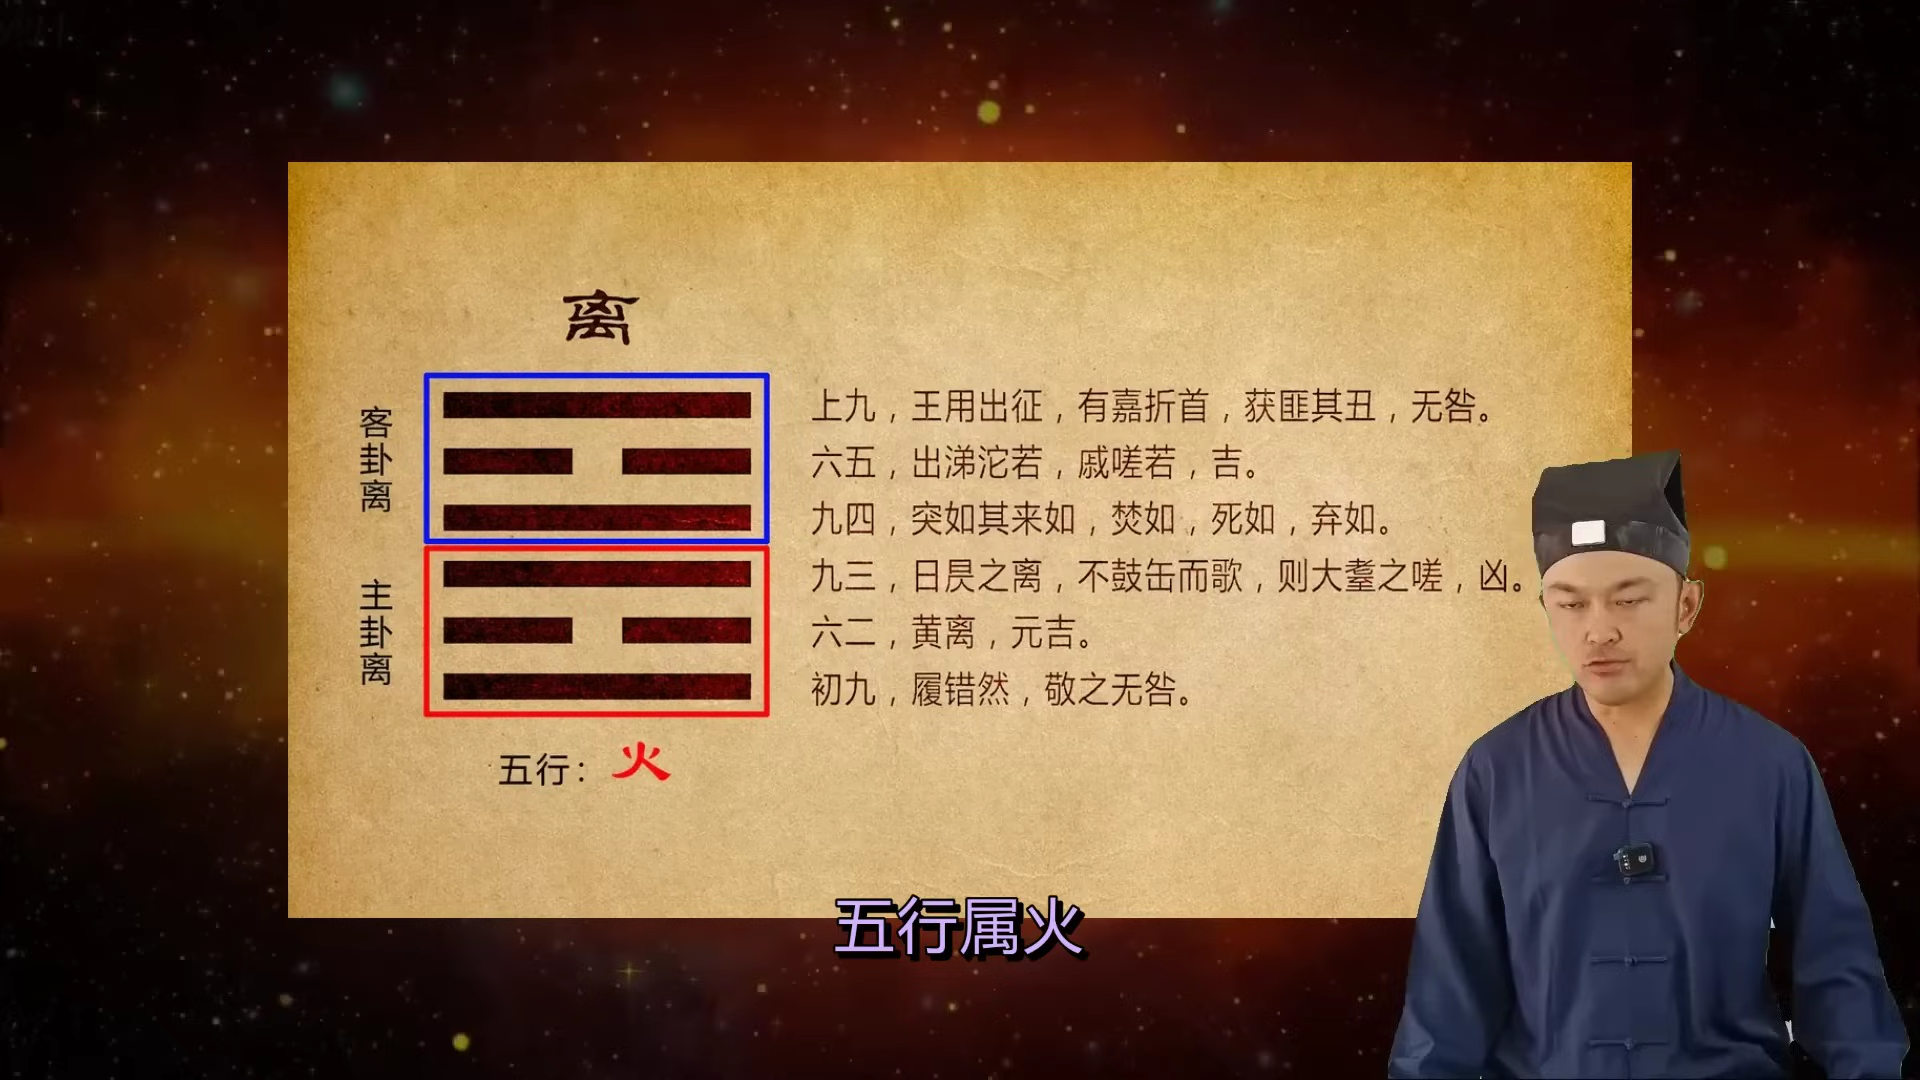 离
客卦离
主卦离
上九，王用出征，有嘉折首，获匪其丑，无咎。
六五，出涕沱若，戚嗟若，吉。
九四，突如其来如，焚如，死如，弃如。
九三，日昃之离，不鼓缶而歌，则大耋之嗟，凶。
六二，黄离，元吉。
初九，履错然，敬之无咎。
五行：火
五行属火